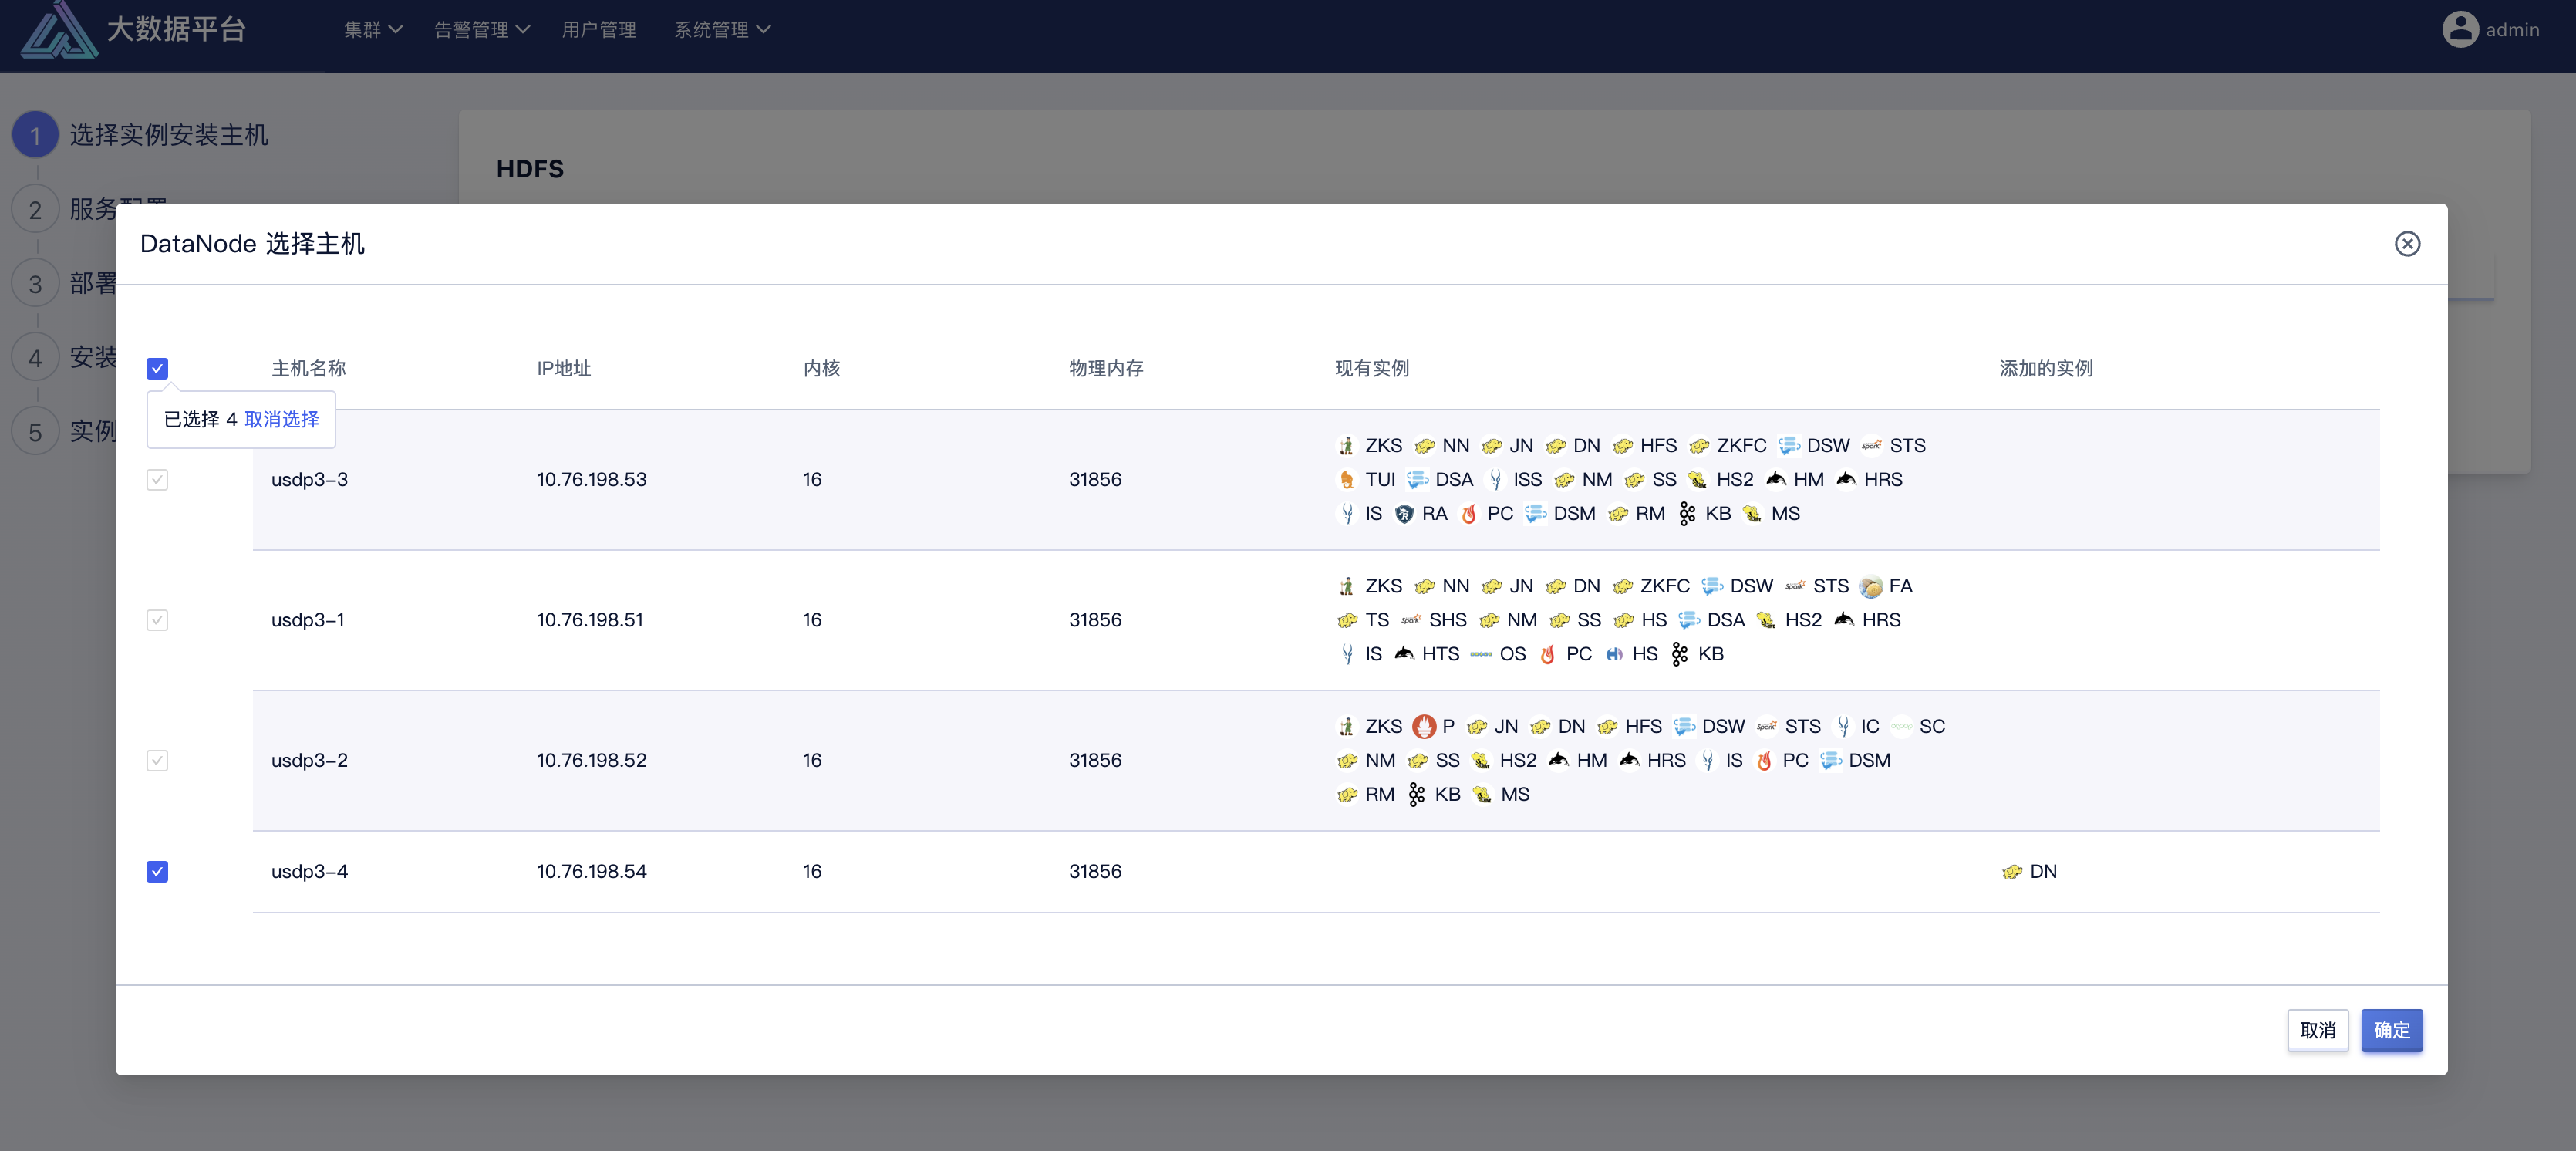 大数据平台 集群 告警管理 用户管理 系统管理 admin
1 选择实例安装主机
HDFS
2 服务配置
DataNode 选择主机
3 部署
4 安装
5 实例
主机名称 IP地址 内核 物理内存 现有实例 添加的实例
已选择 4 取消选择
usdp3-3 10.76.198.53 16 31856
ZKS NN JN DN HFS ZKFC DSW STS
TUI DSA ISS NM SS HS2 HM HRS
IS RA PC DSM RM KB MS
usdp3-1 10.76.198.51 16 31856
ZKS NN JN DN ZKFC DSW STS FA
TS SHS NM SS HS DSA HS2 HRS
IS HTS OS PC HS KB
usdp3-2 10.76.198.52 16 31856
ZKS P JN DN HFS DSW STS IC SC
NM SS HS2 HM HRS IS PC DSM
RM KB MS
usdp3-4 10.76.198.54 16 31856 DN
取消 确定